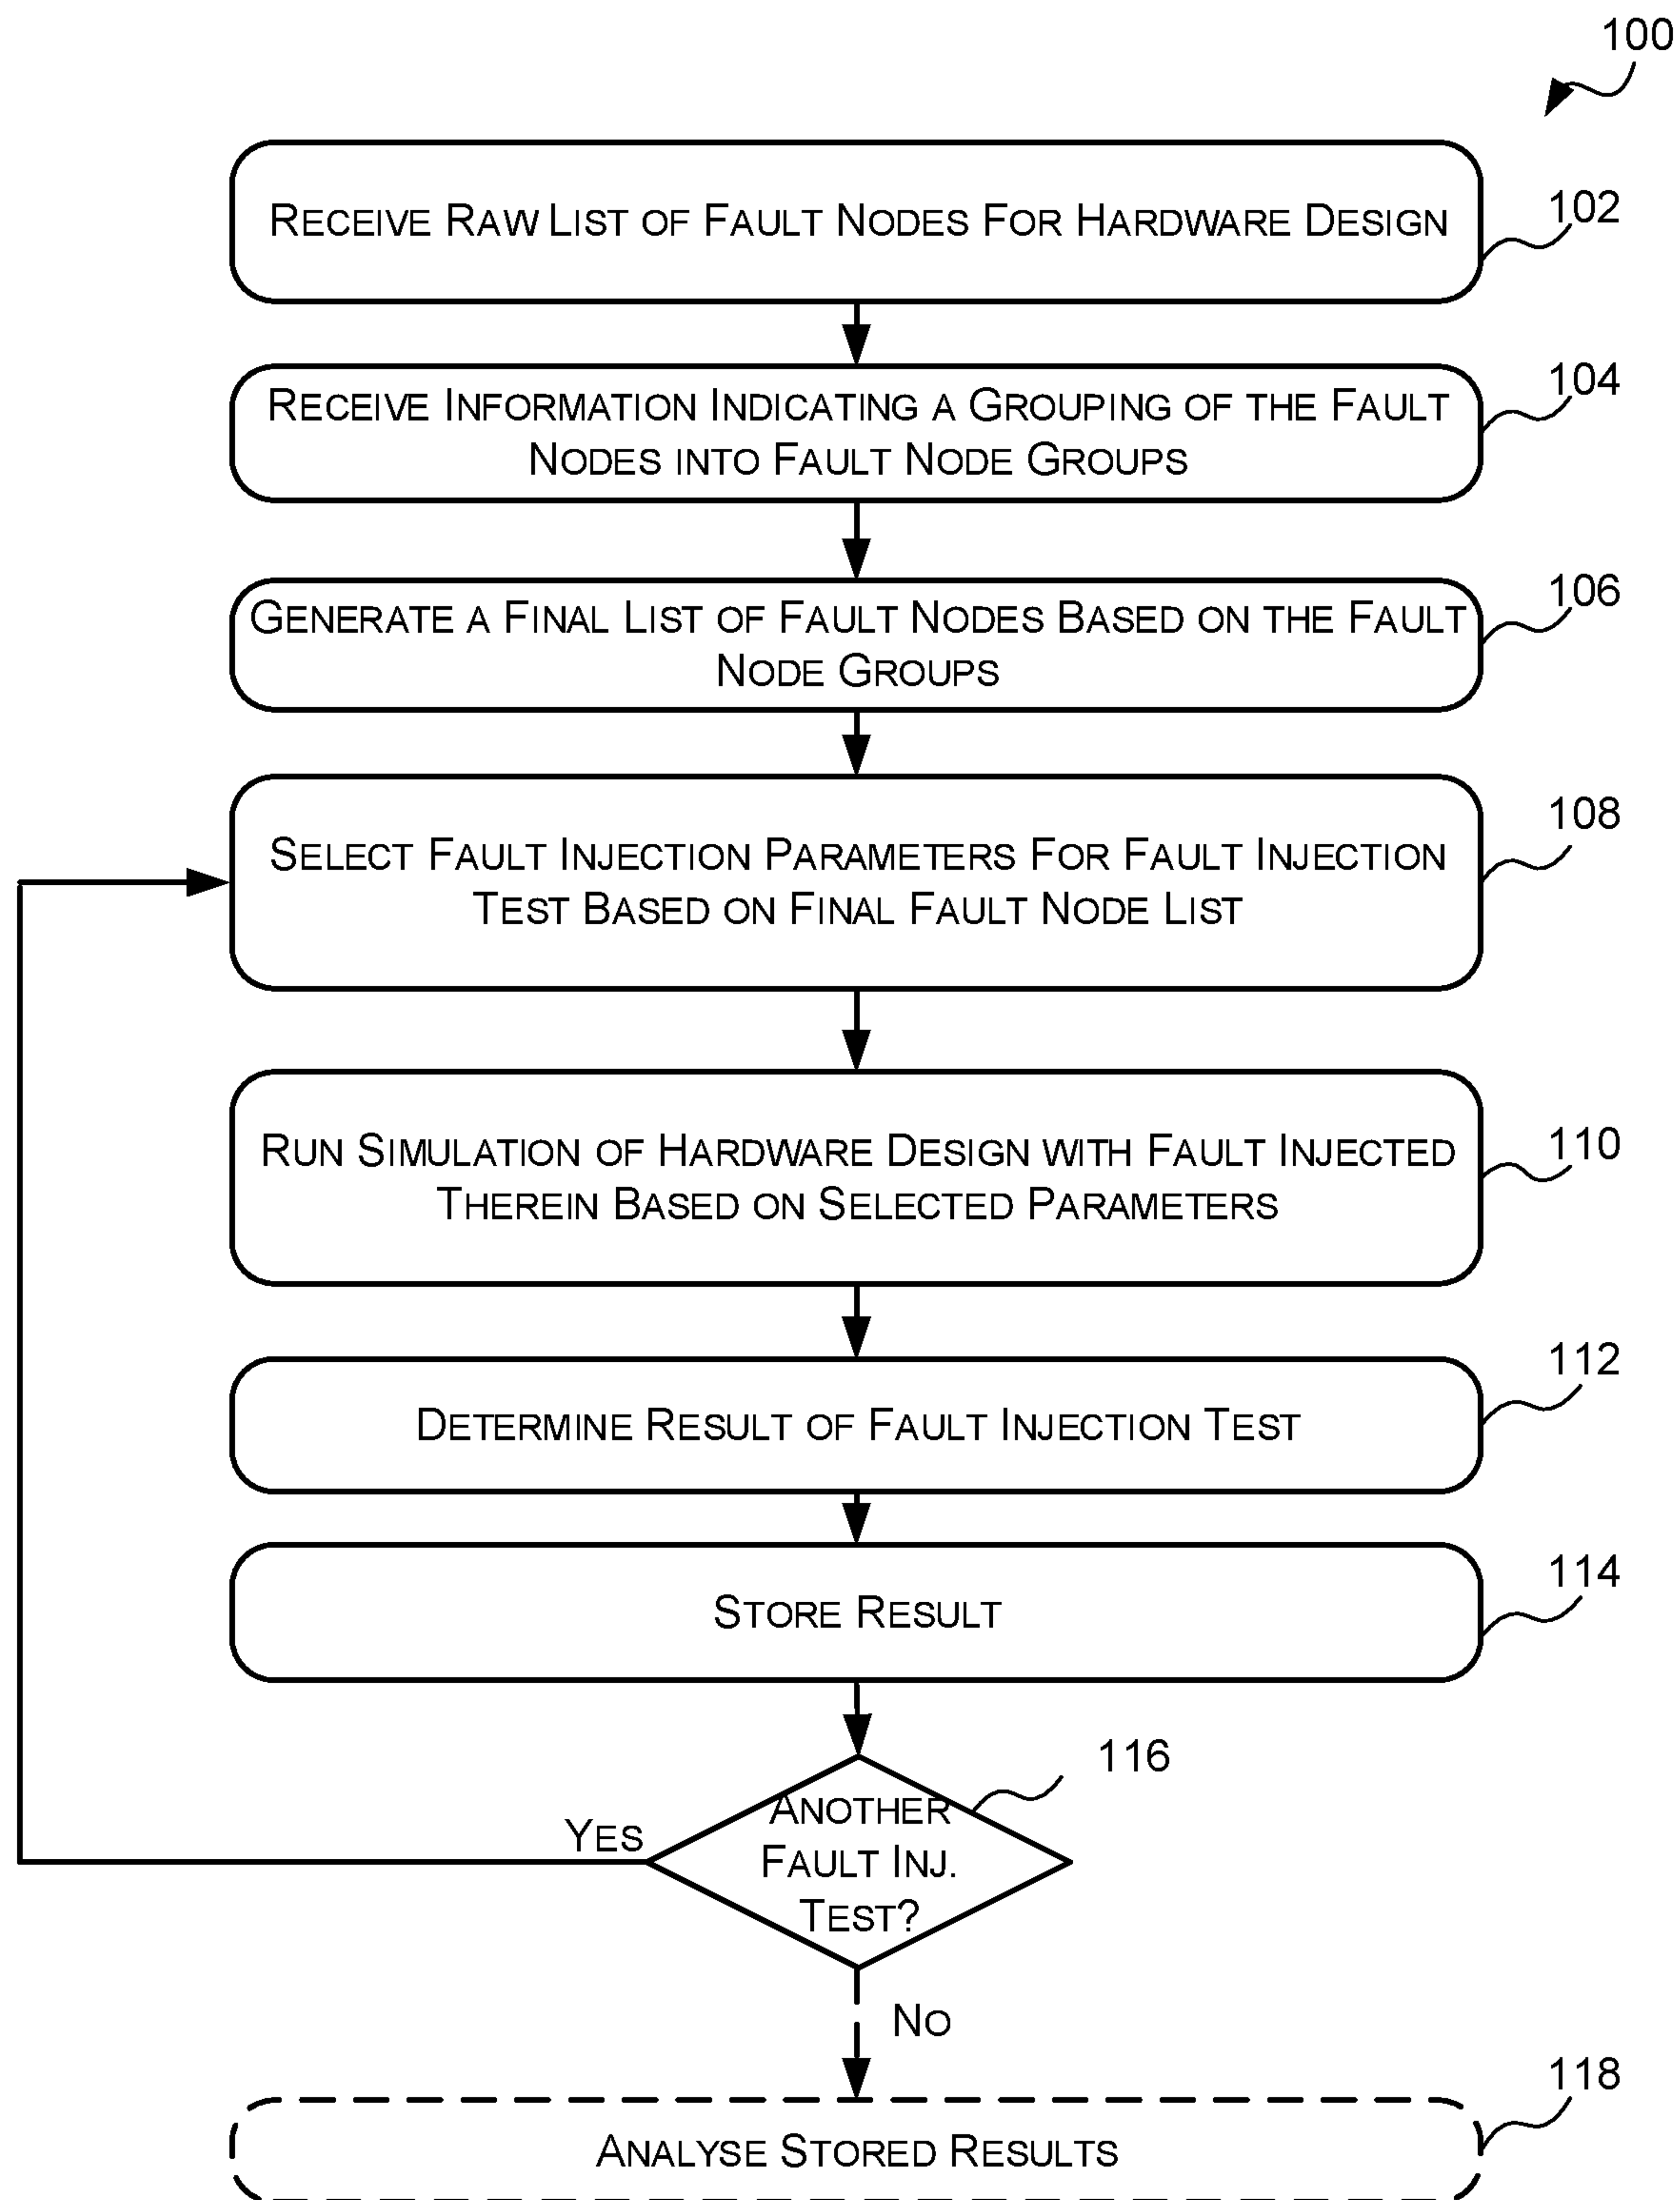 100
RECEIVE RAW LIST OF FAULT NODES FOR HARDWARE DESIGN
102
RECEIVE INFORMATION INDICATING A GROUPING OF THE FAULT
NODES INTO FAULT NODE GROUPS
104
GENERATE A FINAL LIST OF FAULT NODES BASED ON THE FAULT
NODE GROUPS
106
SELECT FAULT INJECTION PARAMETERS FOR FAULT INJECTION
TEST BASED ON FINAL FAULT NODE LIST
108
RUN SIMULATION OF HARDWARE DESIGN WITH FAULT INJECTED
THEREIN BASED ON SELECTED PARAMETERS
110
DETERMINE RESULT OF FAULT INJECTION TEST
112
STORE RESULT
114
ANOTHER
FAULT INJ.
TEST?
116
YES
NO
ANALYSE STORED RESULTS
118